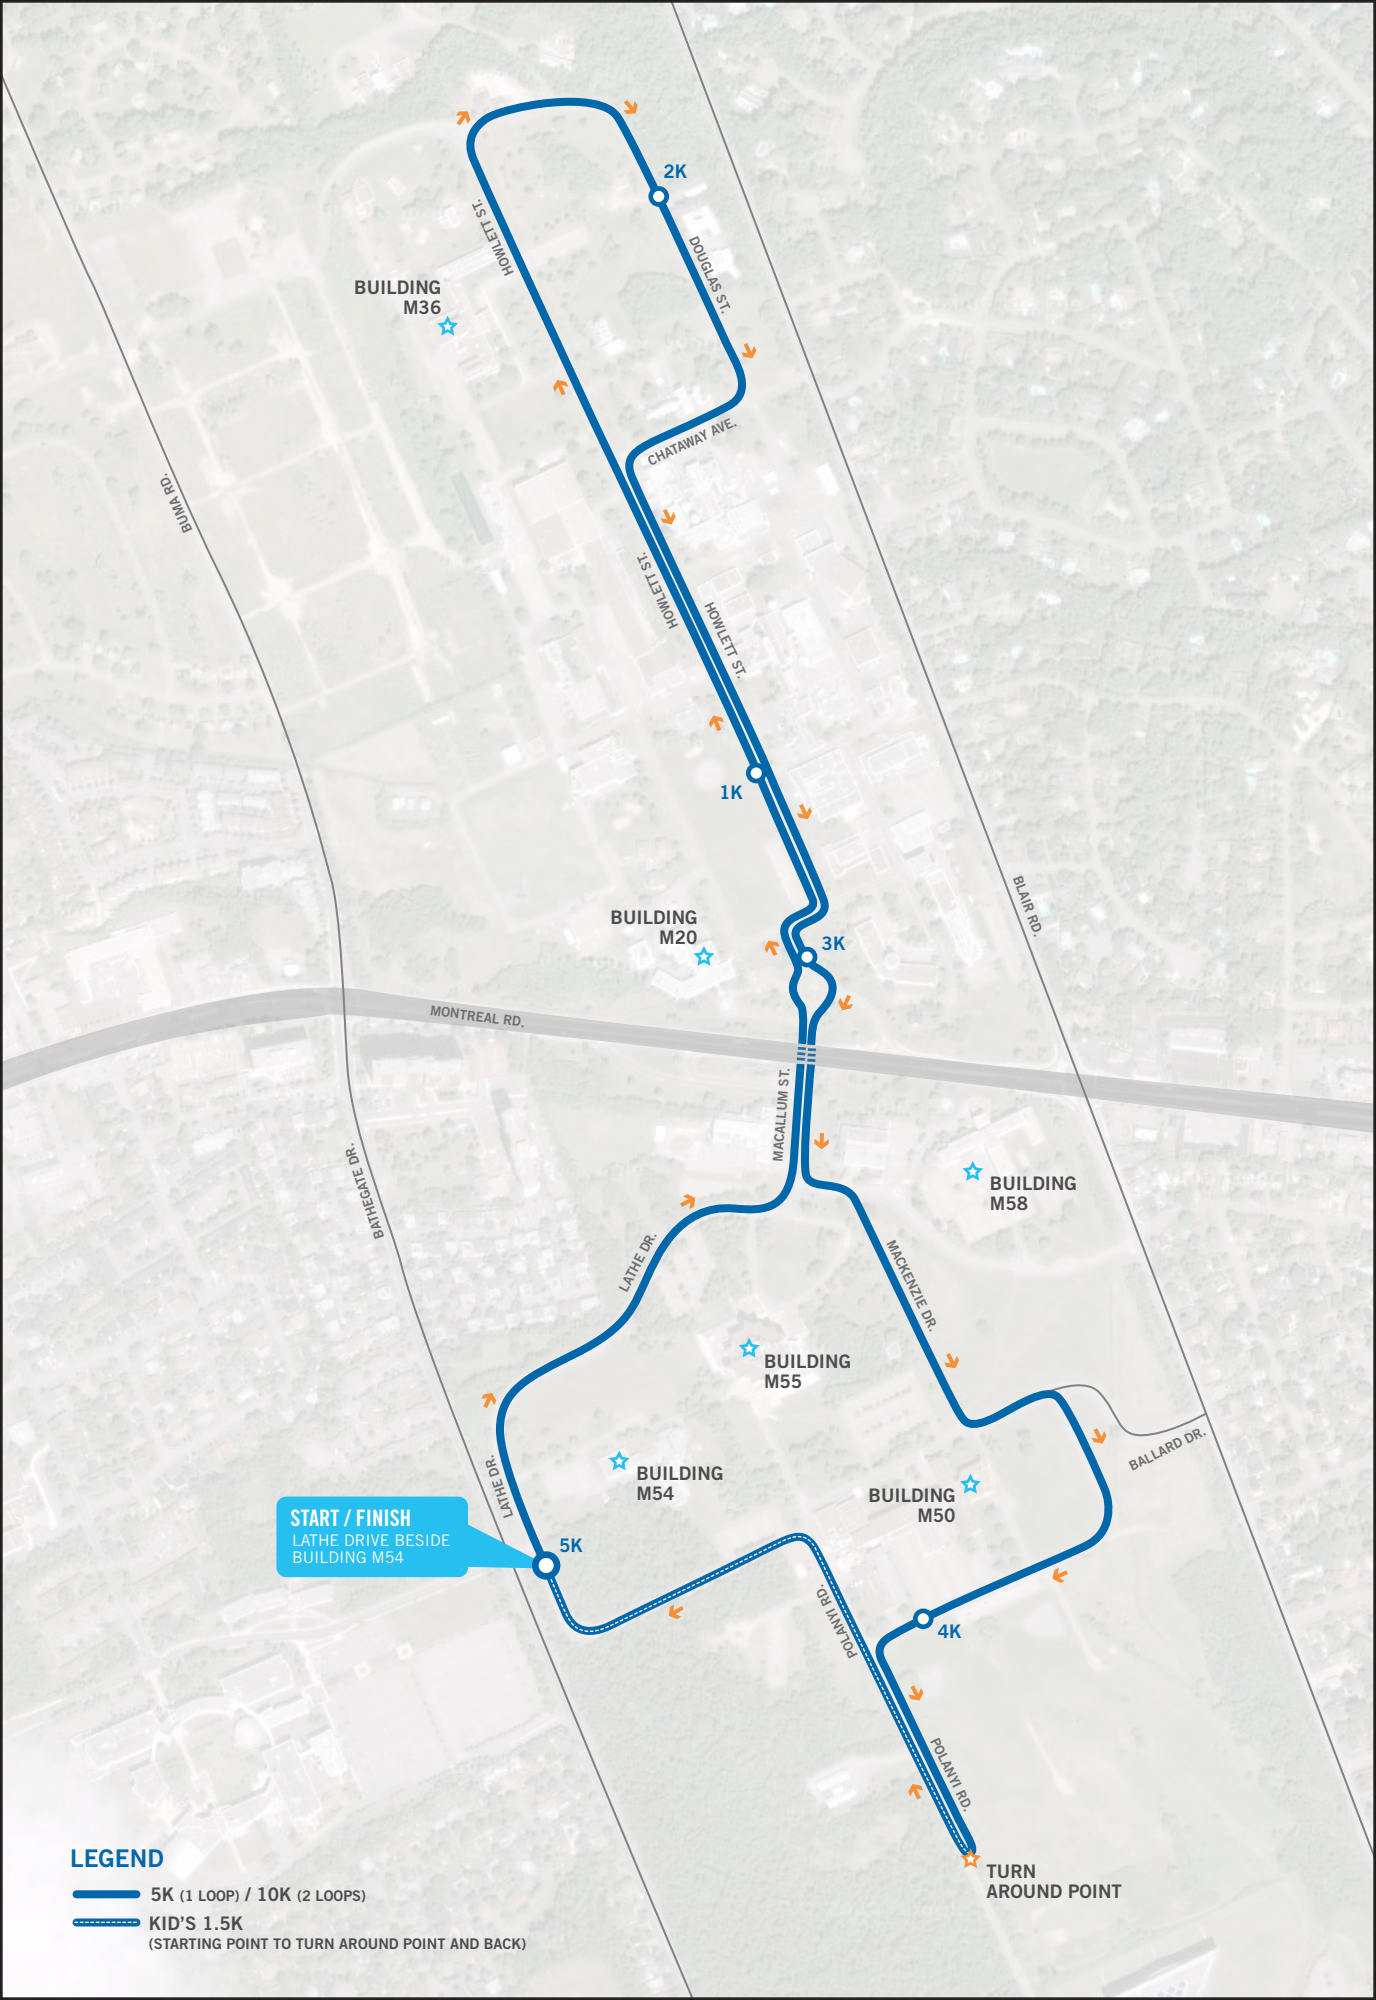 2K
HOWLETT ST.
DOUGLAS ST.
BUILDING
M36
CHATAWAY AVE.
BUMA RD.
HOWLETT ST.
HOWLETT ST.
1K
BLAIR RD.
BUILDING
M20
3K
MONTREAL RD.
MACALLUM ST.
BATHEGATE DR.
BUILDING
M58
LATHE DR.
MACKENZIE DR.
BUILDING
M55
BALLARD DR.
LATHE DR.
BUILDING
M54
BUILDING
M50
START / FINISH
LATHE DRIVE BESIDE
BUILDING M54
5K
POLANYI RD.
4K
POLANYI RD.
TURN
AROUND POINT
LEGEND
5K (1 LOOP) / 10K (2 LOOPS)
KID'S 1.5K
(STARTING POINT TO TURN AROUND POINT AND BACK)